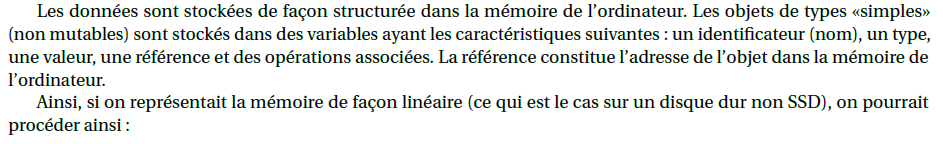 Les données sont stockées de façon structurée dans la mémoire de l'ordinateur. Les objets de types «simples»
(non mutables) sont stockés dans des variables ayant les caractéristiques suivantes : un identificateur (nom), un type,
une valeur, une référence et des opérations associées. La référence constitue l'adresse de l'objet dans la mémoire de
l'ordinateur.
Ainsi, si on représentait la mémoire de façon linéaire (ce qui est le cas sur un disque dur non SSD), on pourrait
procéder ainsi :